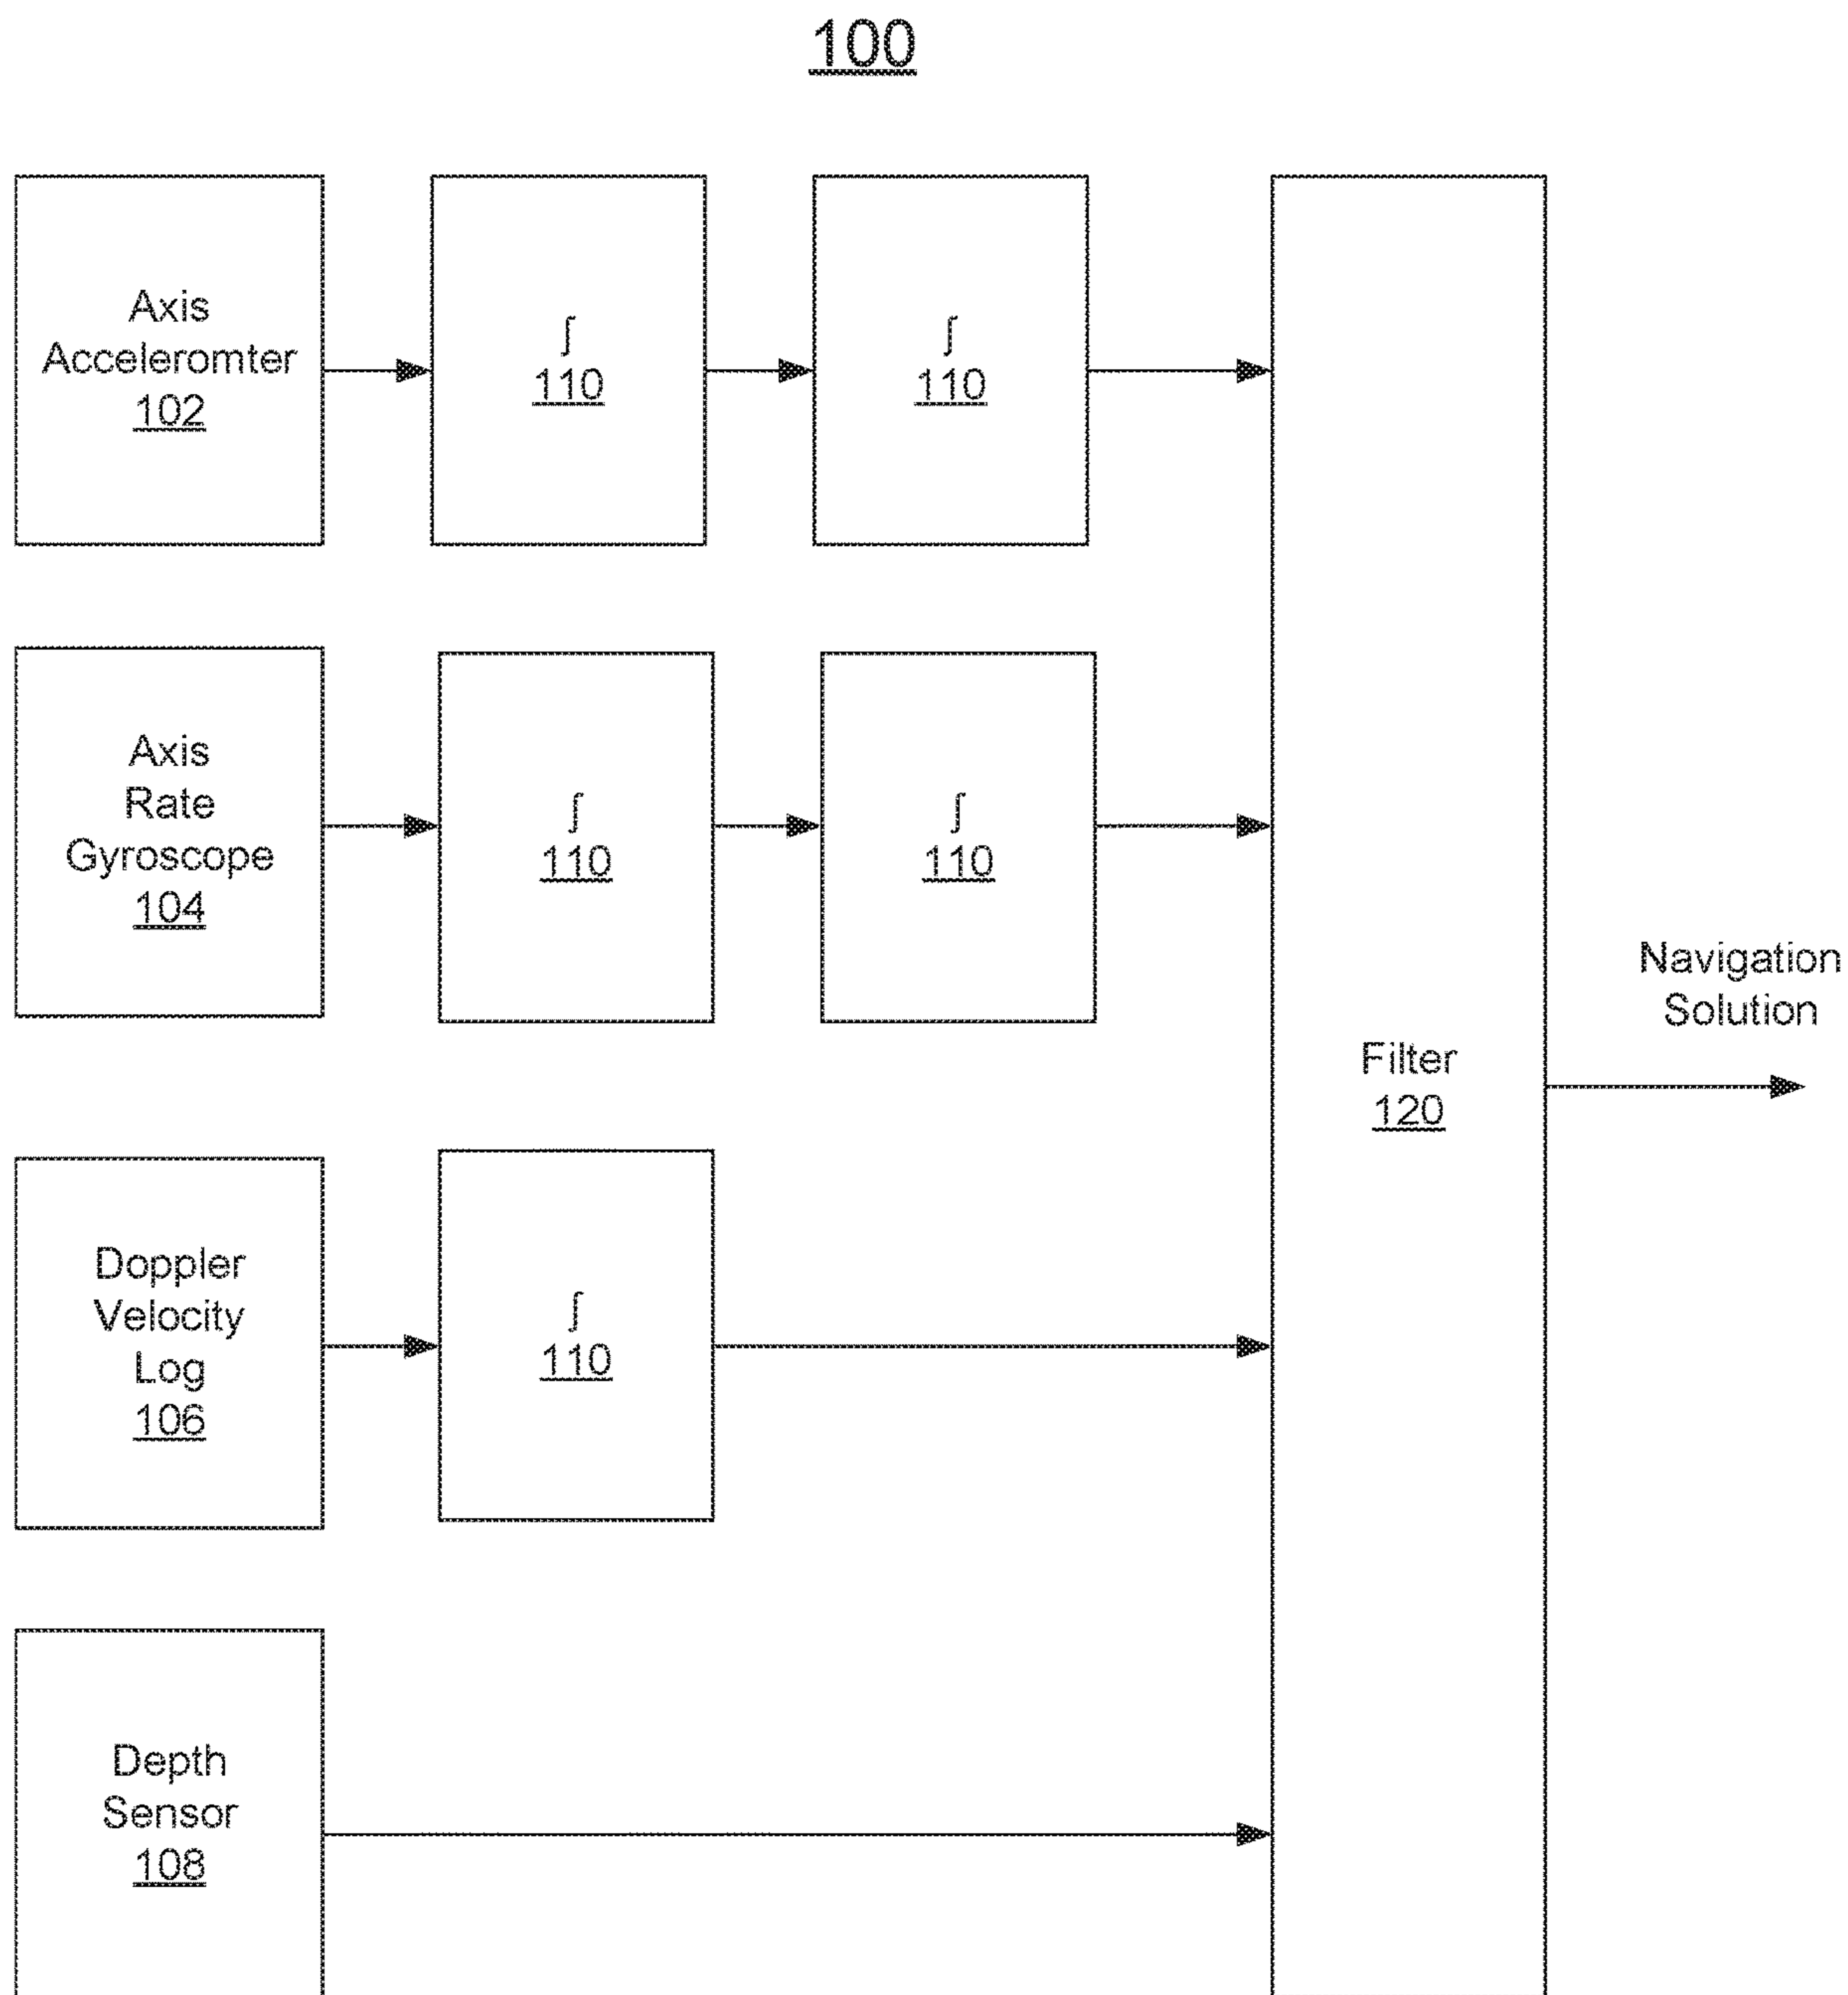 100
Axis
Acceleromter
102
∫
110
∫
110
Axis
Rate
Gyroscope
104
∫
110
∫
110
Navigation
Solution
Filter
120
Doppler
Velocity
Log
106
∫
110
Depth
Sensor
108